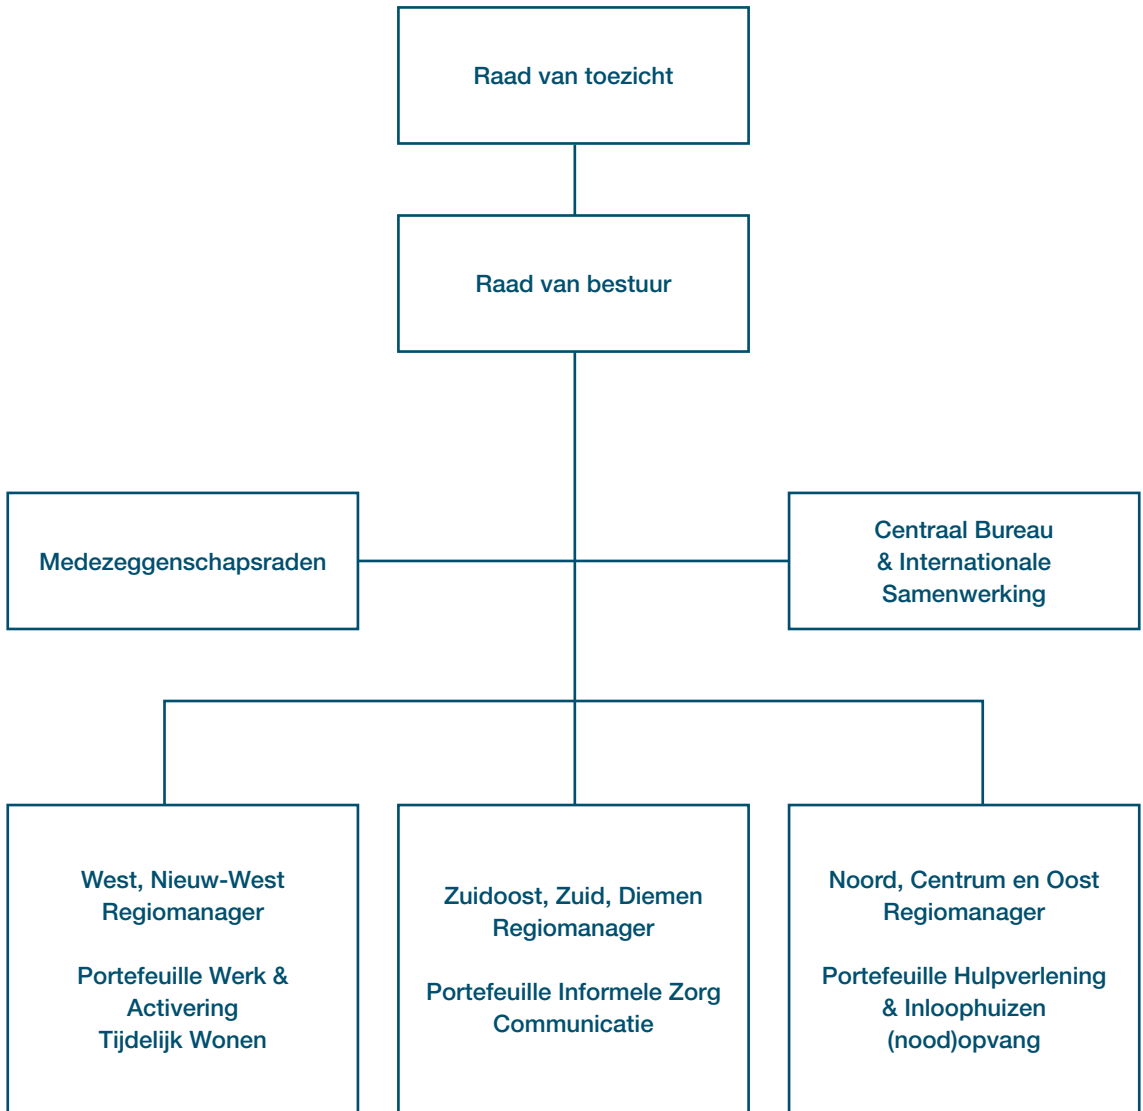 Raad van toezicht
Raad van bestuur
Medezeggenschapsraden
Centraal Bureau
& Internationale
Samenwerking
West, Nieuw-West
Regiomanager
Portefeuille Werk &
Activering
Tijdelijk Wonen
Zuidoost, Zuid, Diemen
Regiomanager
Portefeuille Informele Zorg
Communicatie
Noord, Centrum en Oost
Regiomanager
Portefeuille Hulpverlening
& Inloophuizen
(nood)opvang